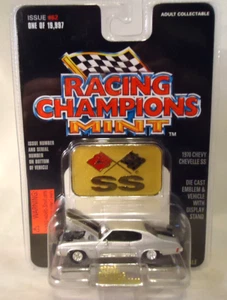 ISSUE #62
ONE OF 19,997
ADULT COLLECTABLE
RACING
CHAMPIONS
MINT™
ISSUE NUMBER
AND SERIAL
NUMBER
ON BOTTOM
OF VEHICLE
1970 CHEVY
CHEVELLE SS
SS
DIE CAST
EMBLEM &
VEHICLE
WITH
DISPLAY
STAND